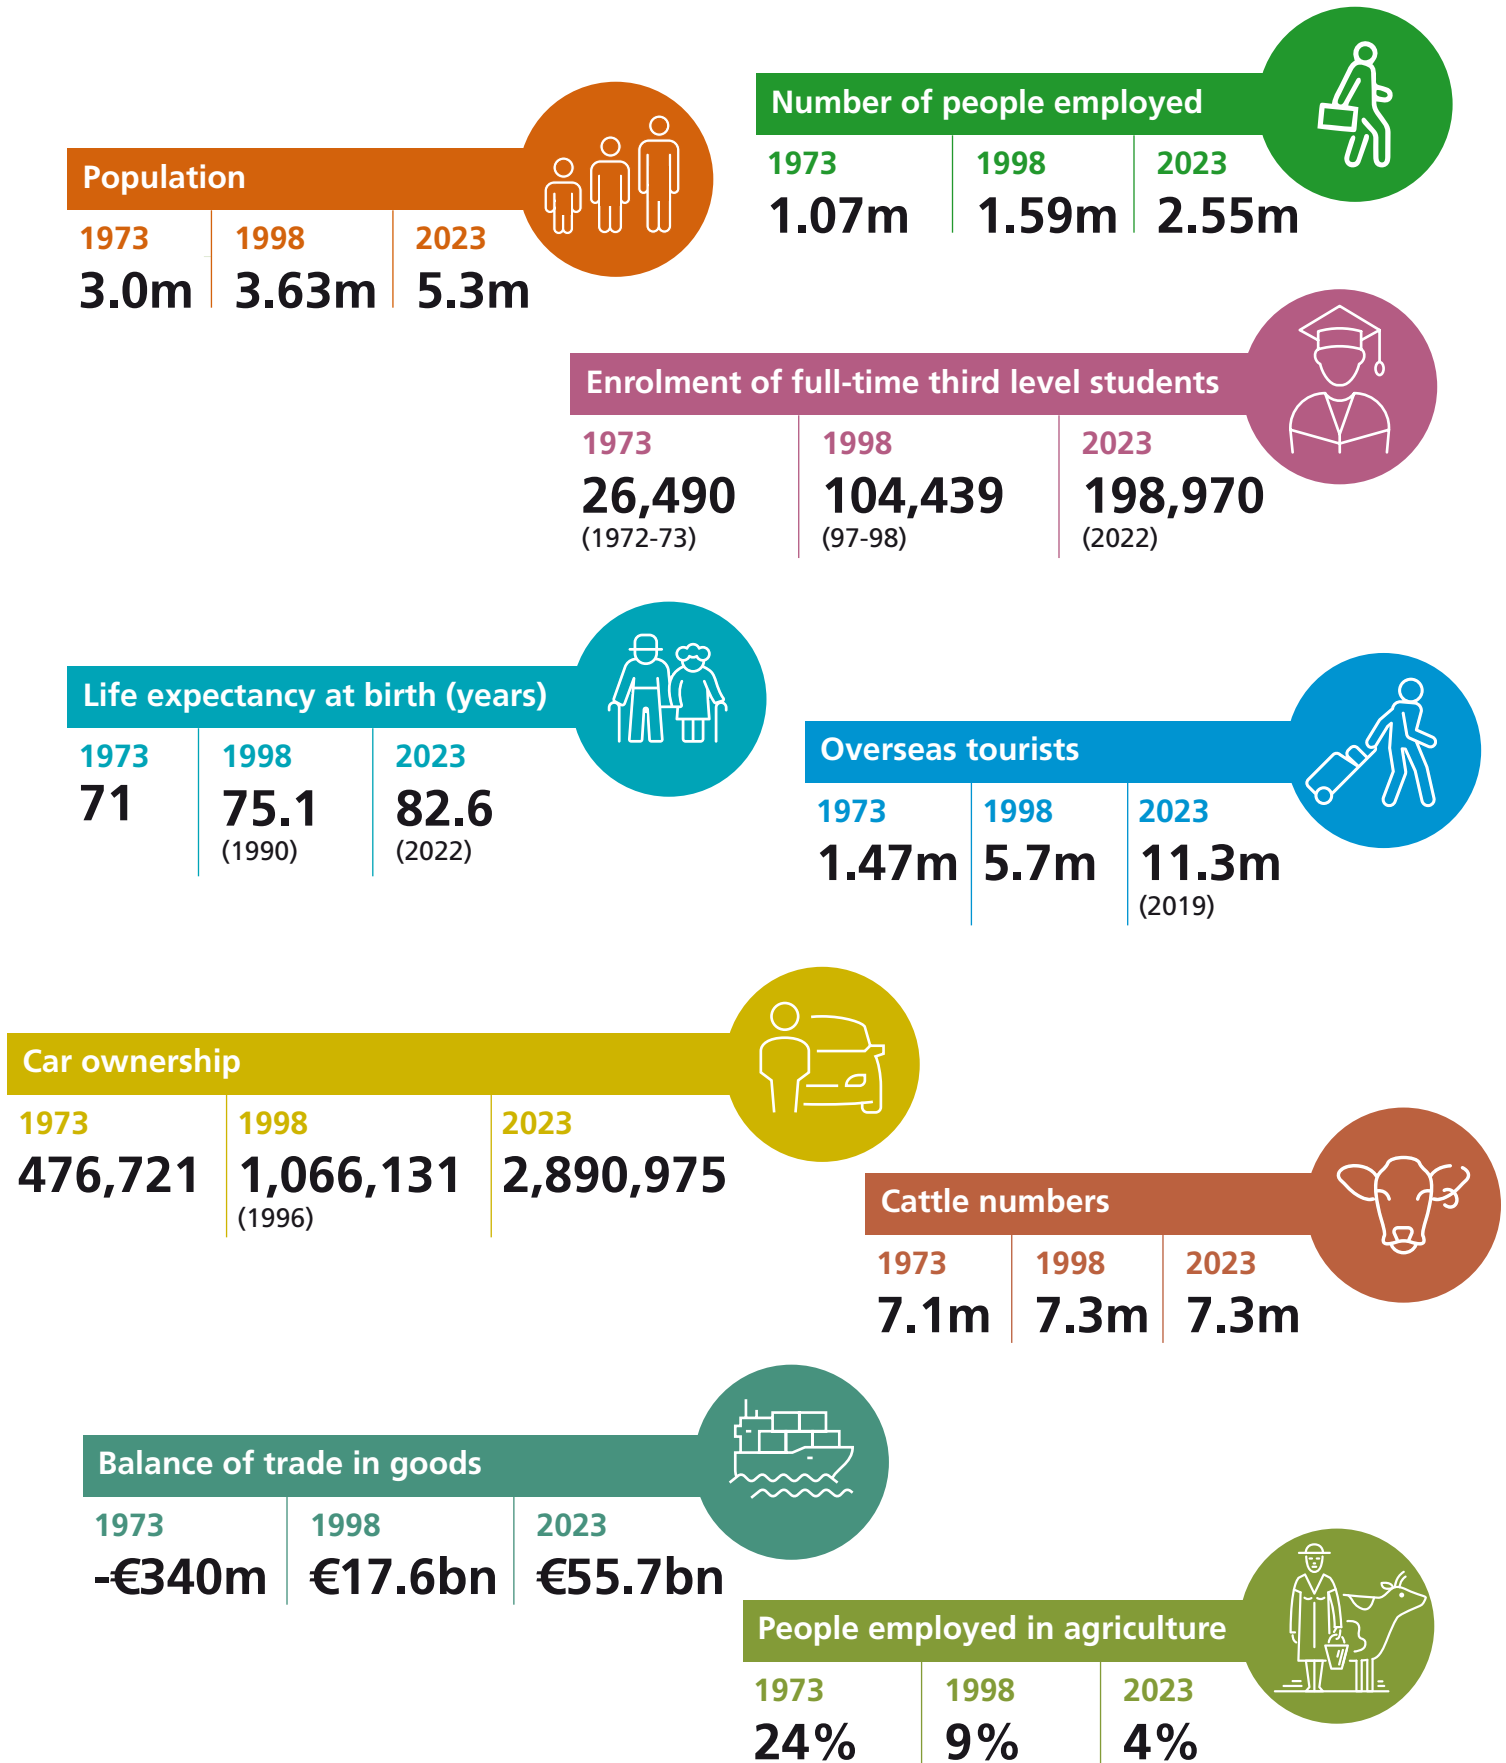 Population
1973 1998 2023
3.0m 3.63m 5.3m
Number of people employed
1973 1998 2023
1.07m 1.59m 2.55m
Enrolment of full-time third level students
1973 1998 2023
26,490 104,439 198,970
(1972-73) (97-98) (2022)
Life expectancy at birth (years)
1973 1998 2023
71 75.1 82.6
(1990) (2022)
Overseas tourists
1973 1998 2023
1.47m 5.7m 11.3m
(2019)
Car ownership
1973 1998 2023
476,721 1,066,131 2,890,975
(1996)
Cattle numbers
1973 1998 2023
7.1m 7.3m 7.3m
Balance of trade in goods
1973 1998 2023
-€340m €17.6bn €55.7bn
People employed in agriculture
1973 1998 2023
24% 9% 4%